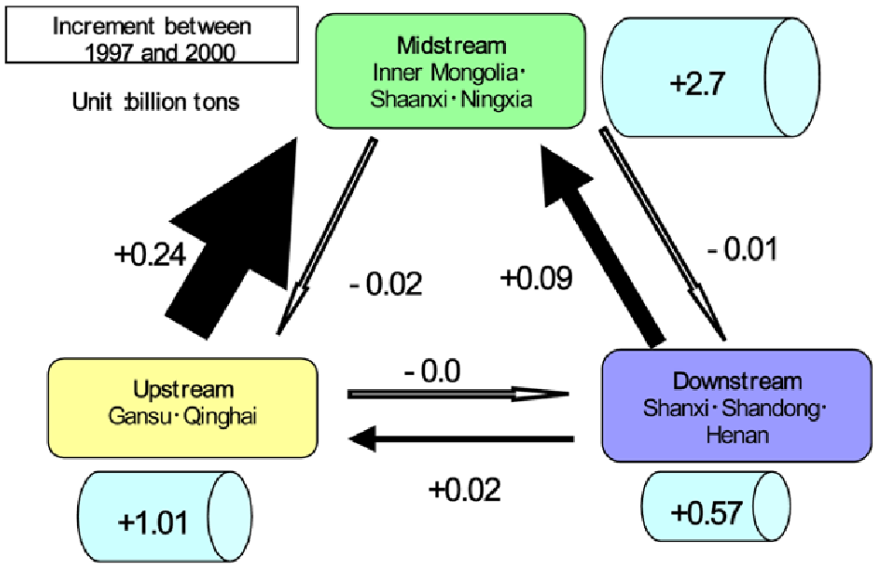 Increment between
1997 and 2000
Unit :billion tons
Midstream
Inner Mongolia・
Shaanxi・Ningxia
+2.7
+0.24
- 0.02
+0.09
- 0.01
Upstream
Gansu・Qinghai
- 0.0
+0.02
Downstream
Shanxi・Shandong・
Henan
+1.01
+0.57